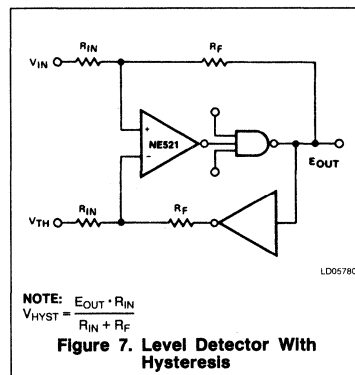 RIN
RF
VIN
+
NE521
−
EOUT
VTH
RIN
RF
LD05780
NOTE:
VHYST = EOUT · RIN
RIN + RF
Figure 7. Level Detector With
Hysteresis